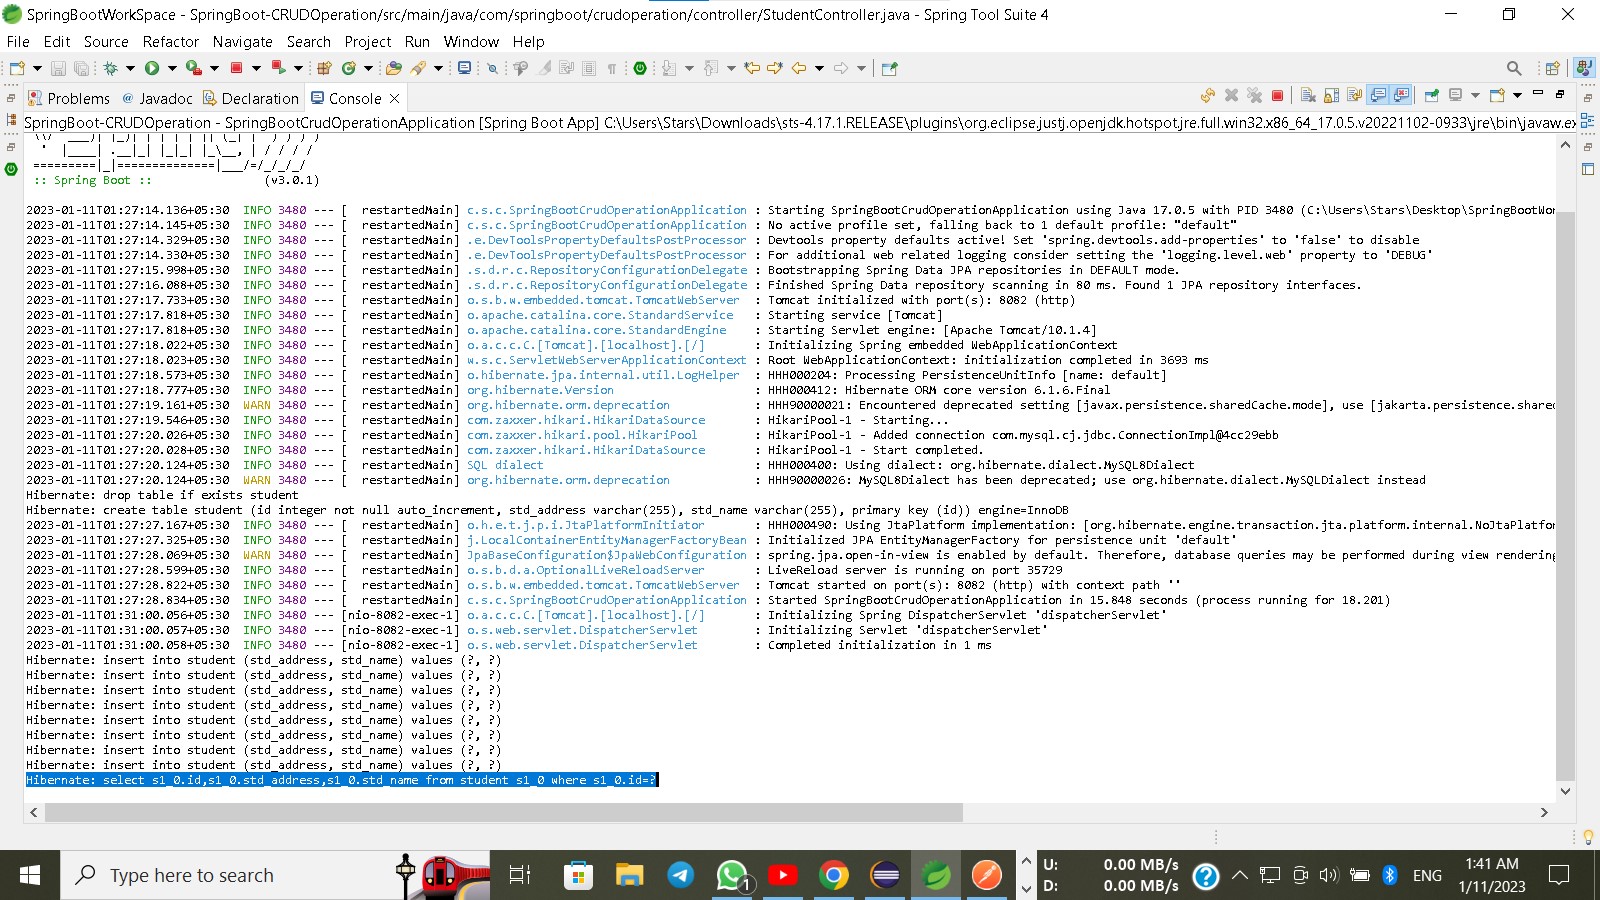 SpringBootWorkSpace - SpringBoot-CRUDOperation/src/main/java/com/springboot/crudoperation/controller/StudentController.java - Spring Tool Suite 4
File Edit Source Refactor Navigate Search Project Run Window Help
Problems @ Javadoc Declaration Console
SpringBoot-CRUDOperation - SpringBootCrudOperationApplication [Spring Boot App] C:\Users\Stars\Downloads\sts-4.17.1.RELEASE\plugins\org.eclipse.justj.openjdk.hotspot.jre.full.win32.x86_64_17.0.5.v20221102-0933\jre\bin\javaw.ex
:: Spring Boot :: (v3.0.1)
2023-01-11T01:27:14.136+05:30 INFO 3480 --- [ restartedMain] c.s.c.SpringBootCrudOperationApplication : Starting SpringBootCrudOperationApplication using Java 17.0.5 with PID 3480 (C:\Users\Stars\Desktop\SpringBootWor
2023-01-11T01:27:14.145+05:30 INFO 3480 --- [ restartedMain] c.s.c.SpringBootCrudOperationApplication : No active profile set, falling back to 1 default profile: "default"
2023-01-11T01:27:14.329+05:30 INFO 3480 --- [ restartedMain] .e.DevToolsPropertyDefaultsPostProcessor : Devtools property defaults active! Set 'spring.devtools.add-properties' to 'false' to disable
2023-01-11T01:27:14.330+05:30 INFO 3480 --- [ restartedMain] .e.DevToolsPropertyDefaultsPostProcessor : For additional web related logging consider setting the 'logging.level.web' property to 'DEBUG'
2023-01-11T01:27:15.998+05:30 INFO 3480 --- [ restartedMain] .s.d.r.c.RepositoryConfigurationDelegate : Bootstrapping Spring Data JPA repositories in DEFAULT mode.
2023-01-11T01:27:16.088+05:30 INFO 3480 --- [ restartedMain] .s.d.r.c.RepositoryConfigurationDelegate : Finished Spring Data repository scanning in 80 ms. Found 1 JPA repository interfaces.
2023-01-11T01:27:17.733+05:30 INFO 3480 --- [ restartedMain] o.s.b.w.embedded.tomcat.TomcatWebServer : Tomcat initialized with port(s): 8082 (http)
2023-01-11T01:27:17.818+05:30 INFO 3480 --- [ restartedMain] o.apache.catalina.core.StandardService : Starting service [Tomcat]
2023-01-11T01:27:17.818+05:30 INFO 3480 --- [ restartedMain] o.apache.catalina.core.StandardEngine : Starting Servlet engine: [Apache Tomcat/10.1.4]
2023-01-11T01:27:18.022+05:30 INFO 3480 --- [ restartedMain] o.a.c.c.C.[Tomcat].[localhost].[/] : Initializing Spring embedded WebApplicationContext
2023-01-11T01:27:18.023+05:30 INFO 3480 --- [ restartedMain] w.s.c.ServletWebServerApplicationContext : Root WebApplicationContext: initialization completed in 3693 ms
2023-01-11T01:27:18.573+05:30 INFO 3480 --- [ restartedMain] o.hibernate.jpa.internal.util.LogHelper : HHH000204: Processing PersistenceUnitInfo [name: default]
2023-01-11T01:27:18.777+05:30 INFO 3480 --- [ restartedMain] org.hibernate.Version : HHH000412: Hibernate ORM core version 6.1.6.Final
2023-01-11T01:27:19.161+05:30 WARN 3480 --- [ restartedMain] org.hibernate.orm.deprecation : HHH90000021: Encountered deprecated setting [javax.persistence.sharedCache.mode], use [jakarta.persistence.share
2023-01-11T01:27:19.546+05:30 INFO 3480 --- [ restartedMain] com.zaxxer.hikari.HikariDataSource : HikariPool-1 - Starting...
2023-01-11T01:27:20.026+05:30 INFO 3480 --- [ restartedMain] com.zaxxer.hikari.pool.HikariPool : HikariPool-1 - Added connection com.mysql.cj.jdbc.ConnectionImpl@4cc29ebb
2023-01-11T01:27:20.028+05:30 INFO 3480 --- [ restartedMain] com.zaxxer.hikari.HikariDataSource : HikariPool-1 - Start completed.
2023-01-11T01:27:20.124+05:30 INFO 3480 --- [ restartedMain] SQL dialect : HHH000400: Using dialect: org.hibernate.dialect.MySQL8Dialect
2023-01-11T01:27:20.124+05:30 WARN 3480 --- [ restartedMain] org.hibernate.orm.deprecation : HHH90000026: MySQL8Dialect has been deprecated; use org.hibernate.dialect.MySQLDialect instead
Hibernate: drop table if exists student
Hibernate: create table student (id integer not null auto_increment, std_address varchar(255), std_name varchar(255), primary key (id)) engine=InnoDB
2023-01-11T01:27:27.167+05:30 INFO 3480 --- [ restartedMain] o.h.e.t.j.p.i.JtaPlatformInitiator : HHH000490: Using JtaPlatform implementation: [org.hibernate.engine.transaction.jta.platform.internal.NoJtaPlatfor
2023-01-11T01:27:27.325+05:30 INFO 3480 --- [ restartedMain] j.LocalContainerEntityManagerFactoryBean : Initialized JPA EntityManagerFactory for persistence unit 'default'
2023-01-11T01:27:28.069+05:30 WARN 3480 --- [ restartedMain] JpaBaseConfiguration$JpaWebConfiguration : spring.jpa.open-in-view is enabled by default. Therefore, database queries may be performed during view rendering
2023-01-11T01:27:28.599+05:30 INFO 3480 --- [ restartedMain] o.s.b.d.a.OptionalLiveReloadServer : LiveReload server is running on port 35729
2023-01-11T01:27:28.822+05:30 INFO 3480 --- [ restartedMain] o.s.b.w.embedded.tomcat.TomcatWebServer : Tomcat started on port(s): 8082 (http) with context path ''
2023-01-11T01:27:28.834+05:30 INFO 3480 --- [ restartedMain] c.s.c.SpringBootCrudOperationApplication : Started SpringBootCrudOperationApplication in 15.848 seconds (process running for 18.201)
2023-01-11T01:31:00.056+05:30 INFO 3480 --- [nio-8082-exec-1] o.a.c.c.C.[Tomcat].[localhost].[/] : Initializing Spring DispatcherServlet 'dispatcherServlet'
2023-01-11T01:31:00.057+05:30 INFO 3480 --- [nio-8082-exec-1] o.s.web.servlet.DispatcherServlet : Initializing Servlet 'dispatcherServlet'
2023-01-11T01:31:00.058+05:30 INFO 3480 --- [nio-8082-exec-1] o.s.web.servlet.DispatcherServlet : Completed initialization in 1 ms
Hibernate: insert into student (std_address, std_name) values (?, ?)
Hibernate: insert into student (std_address, std_name) values (?, ?)
Hibernate: insert into student (std_address, std_name) values (?, ?)
Hibernate: insert into student (std_address, std_name) values (?, ?)
Hibernate: insert into student (std_address, std_name) values (?, ?)
Hibernate: insert into student (std_address, std_name) values (?, ?)
Hibernate: insert into student (std_address, std_name) values (?, ?)
Hibernate: insert into student (std_address, std_name) values (?, ?)
Hibernate: select s1_0.id,s1_0.std_address,s1_0.std_name from student s1_0 where s1_0.id=?
Type here to search
1
U: 0.00 MB/s
D: 0.00 MB/s
ENG
1:41 AM
1/11/2023